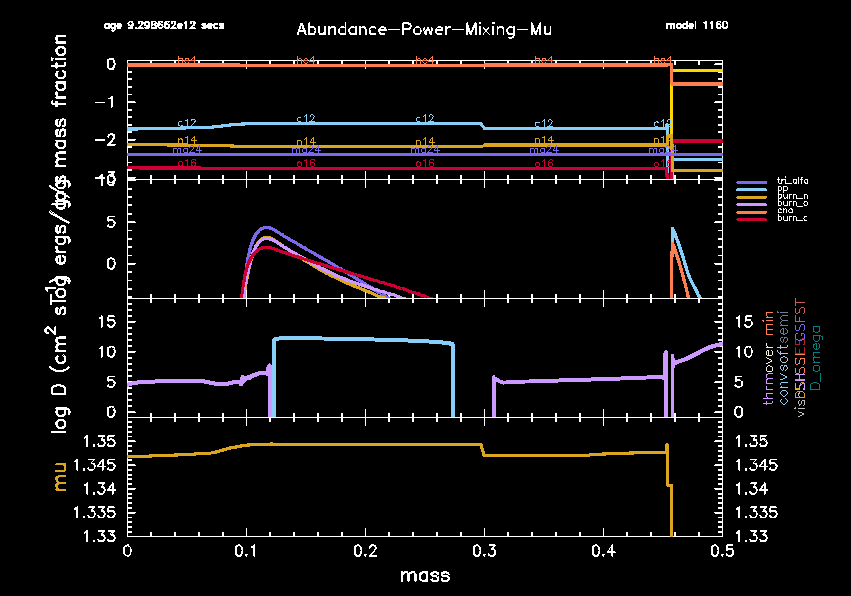 age 9.298662e12 secs
Abundance-Power-Mixing-Mu
model 1160
log mass fraction
0
-1
-2
he4 he4 he4 he4 he4
c12 c12 c12 c12
n14 n14 n14 n14 n14
mg24 mg24 mg24 mg24 mg24
o16 o16 o16 o16
log ergs/g/s
10
5
0
tri_alfa
pp
burn_n
burn_o
cno
burn_c
log D (cm² s⁻¹)
15
10
5
0
15
10
5
0
thrm over min
conv soft semi
D_omega
mu
1.35
1.345
1.34
1.335
1.33
1.35
1.345
1.34
1.335
1.33
0 0.1 0.2 0.3 0.4 0.5
mass